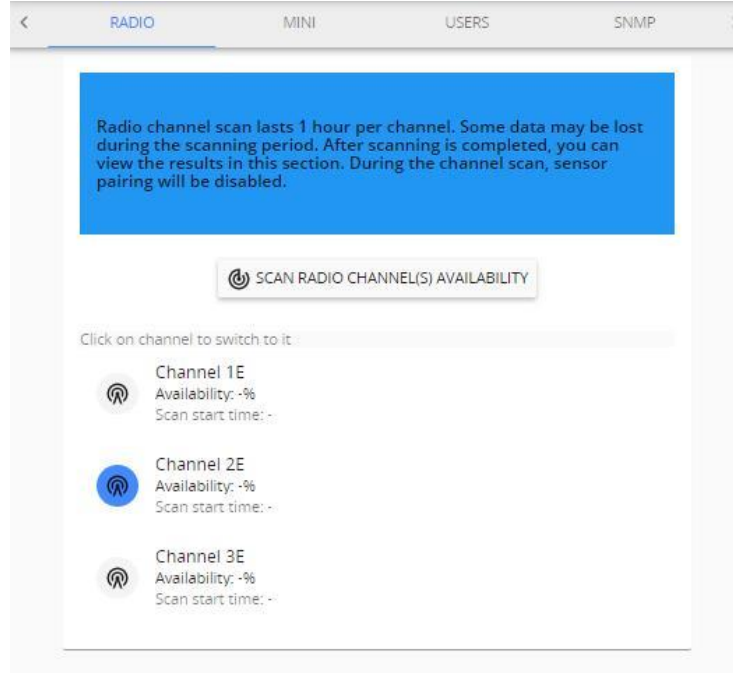 RADIO MINI USERS SNMP
Radio channel scan lasts 1 hour per channel. Some data may be lost
during the scanning period. After scanning is completed, you can
view the results in this section. During the channel scan, sensor
pairing will be disabled.
SCAN RADIO CHANNEL(S) AVAILABILITY
Click on channel to switch to it
Channel 1E
Availability: -%
Scan start time: -
Channel 2E
Availability: -%
Scan start time: -
Channel 3E
Availability: -%
Scan start time: -